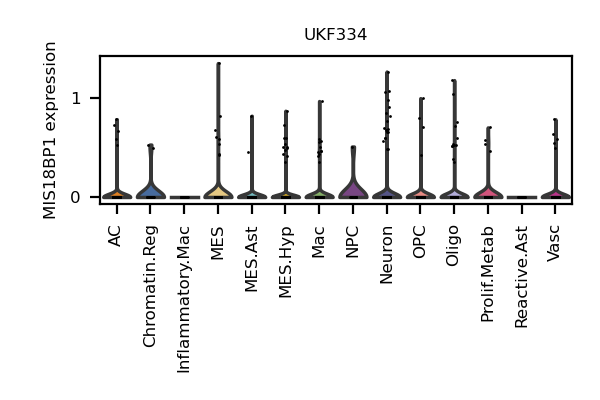 UKF334
MIS18BP1 expression
1
0
AC
Chromatin.Reg
Inflammatory.Mac
MES
MES.Ast
MES.Hyp
Mac
NPC
Neuron
OPC
Oligo
Prolif.Metab
Reactive.Ast
Vasc